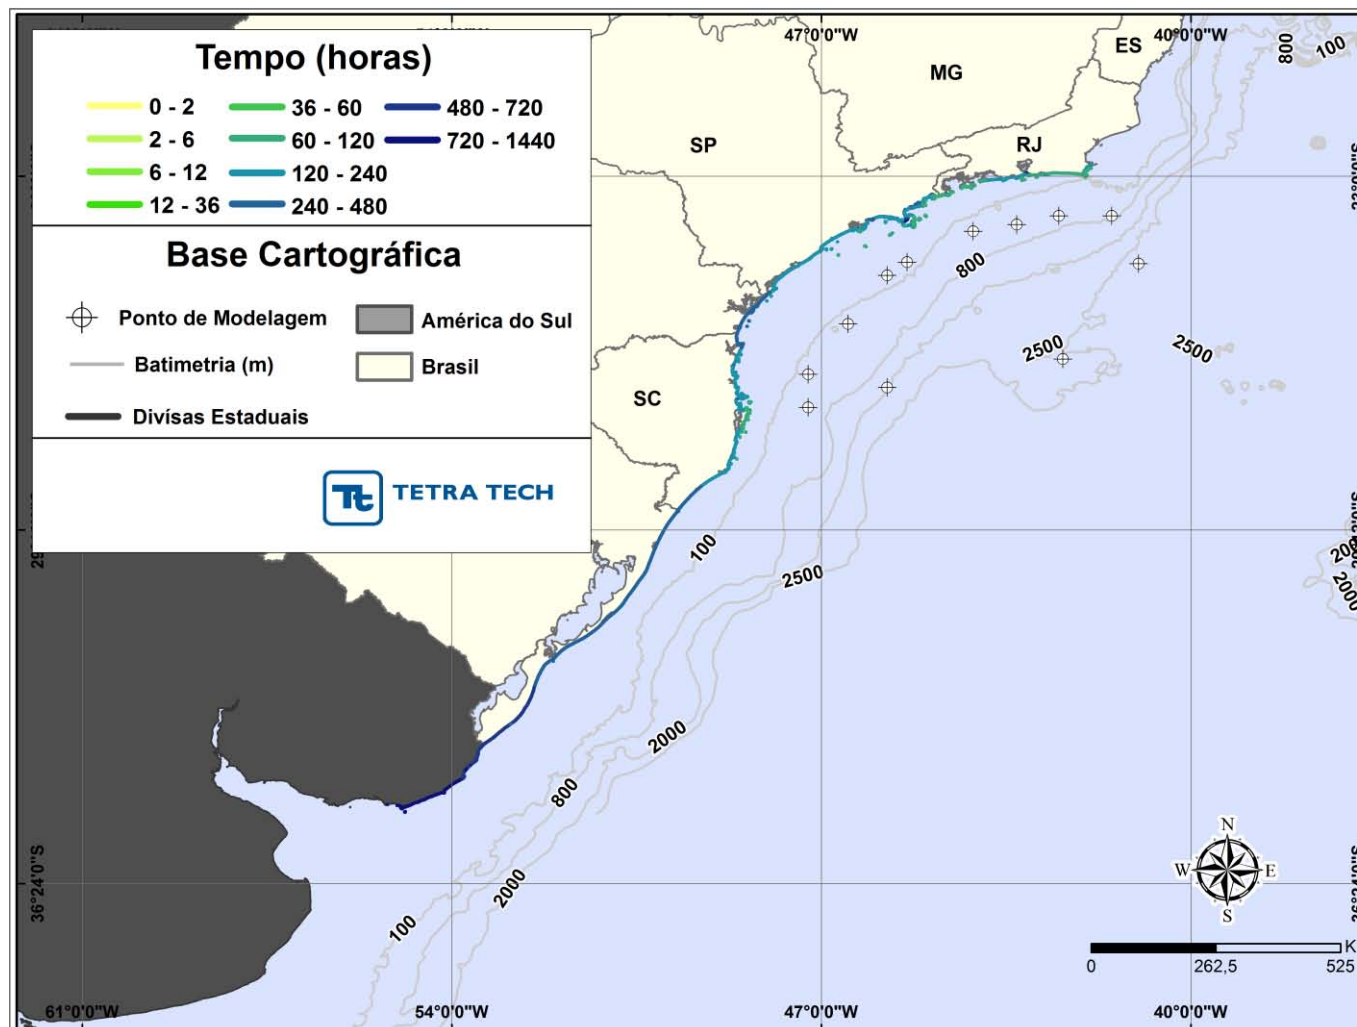 Tempo (horas)
0 - 2
2 - 6
6 - 12
12 - 36
36 - 60
60 - 120
120 - 240
240 - 480
480 - 720
720 - 1440
Base Cartográfica
Ponto de Modelagem
Batimetria (m)
Divísas Estaduais
América do Sul
Brasil
Tt TETRA TECH
47°0'0"W
40°0'0"W
ES
MG
RJ
SP
SC
800
100
800
2500
2500
100
2500
2000
2000
800
2000
100
36°24'0"S
N
W
E
S
0
262,5
525
K
61°0'0"W
54°0'0"W
47°0'0"W
40°0'0"W